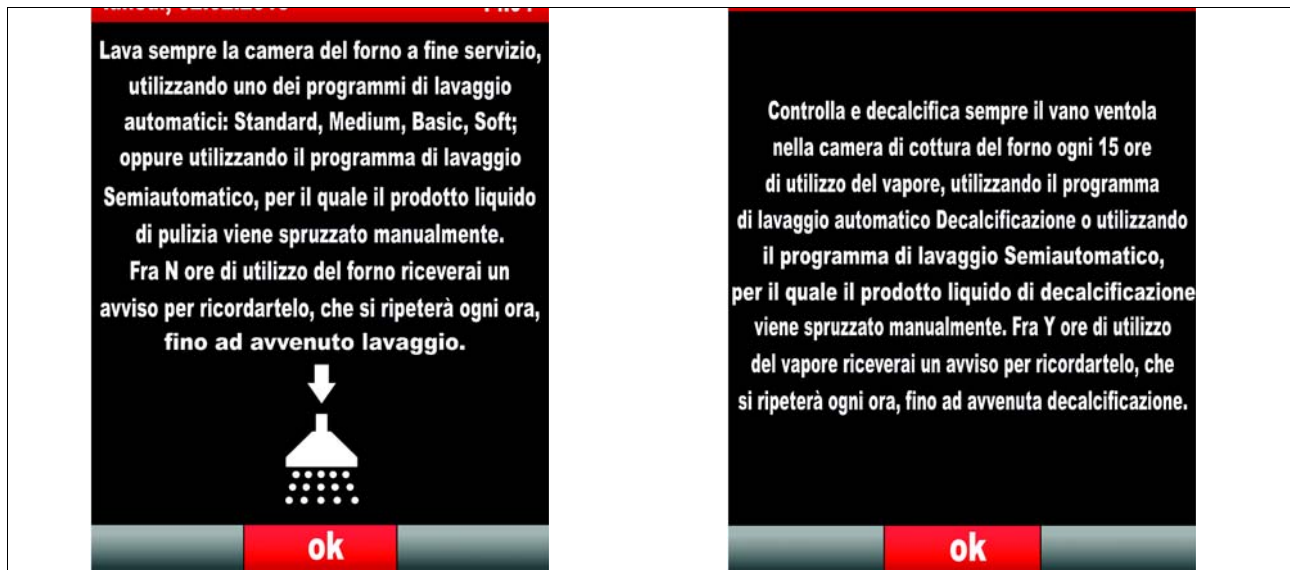 Lava sempre la camera del forno a fine servizio,
utilizzando uno dei programmi di lavaggio
automatici: Standard, Medium, Basic, Soft;
oppure utilizzando il programma di lavaggio
Semiautomatico, per il quale il prodotto liquido
di pulizia viene spruzzato manualmente.
Fra N ore di utilizzo del forno riceverai un
avviso per ricordartelo, che si ripeterà ogni ora,
fino ad avvenuto lavaggio.
ok
Controlla e decalcifica sempre il vano ventola
nella camera di cottura del forno ogni 15 ore
di utilizzo del vapore, utilizzando il programma
di lavaggio automatico Decalcificazione o utilizzando
il programma di lavaggio Semiautomatico,
per il quale il prodotto liquido di decalcificazione
viene spruzzato manualmente. Fra Y ore di utilizzo
del vapore riceverai un avviso per ricordartelo, che
si ripeterà ogni ora, fino ad avvenuta decalcificazione.
ok